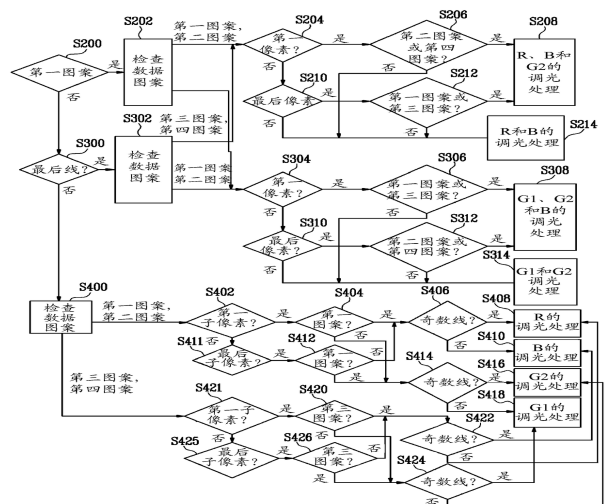 S200
第一图案
是
否
S202
检查
数据
图案
第一图案,
第二图案
S204
第一
像素?
是
否
S206
第二图案
或第四
图案?
是
否
S208
R、B和
G2的
调光
处理
S210
最后像素
是
否
S212
第一图案或
第三图案?
是
否
S214
R和B的
调光处理
S300
最后线?
是
否
S302
检查
数据
图案
第三图案,
第四图案
第一图案
第二图案
S304
第一
像素?
是
否
S306
第一图案或
第三图案?
是
否
S308
G1、G2
和B的
调光
处理
S310
最后
像素?
是
否
S312
第二图案或
第四图案?
是
否
S314
G1和G2
调光处理
S400
检查
数据
图案
第一图案,
第二图案
第三图案,
第四图案
S402
第一
子像素?
是
否
S404
第一
图案?
是
否
S406
奇数线?
是
否
S408
R的
调光处理
S410
B的
调光处理
S411
最后
子像素?
是
S412
第一
图案?
否
是
S414
奇数线?
是
否
S416
G2的
调光处理
S418
G1的
调光处理
S421
第一子
像素?
是
否
S420
第三
图案?
是
否
S422
奇数线?
是
否
S425
最后
子像素?
是
S426
第三
图案?
否
是
S424
奇数线?
是
否